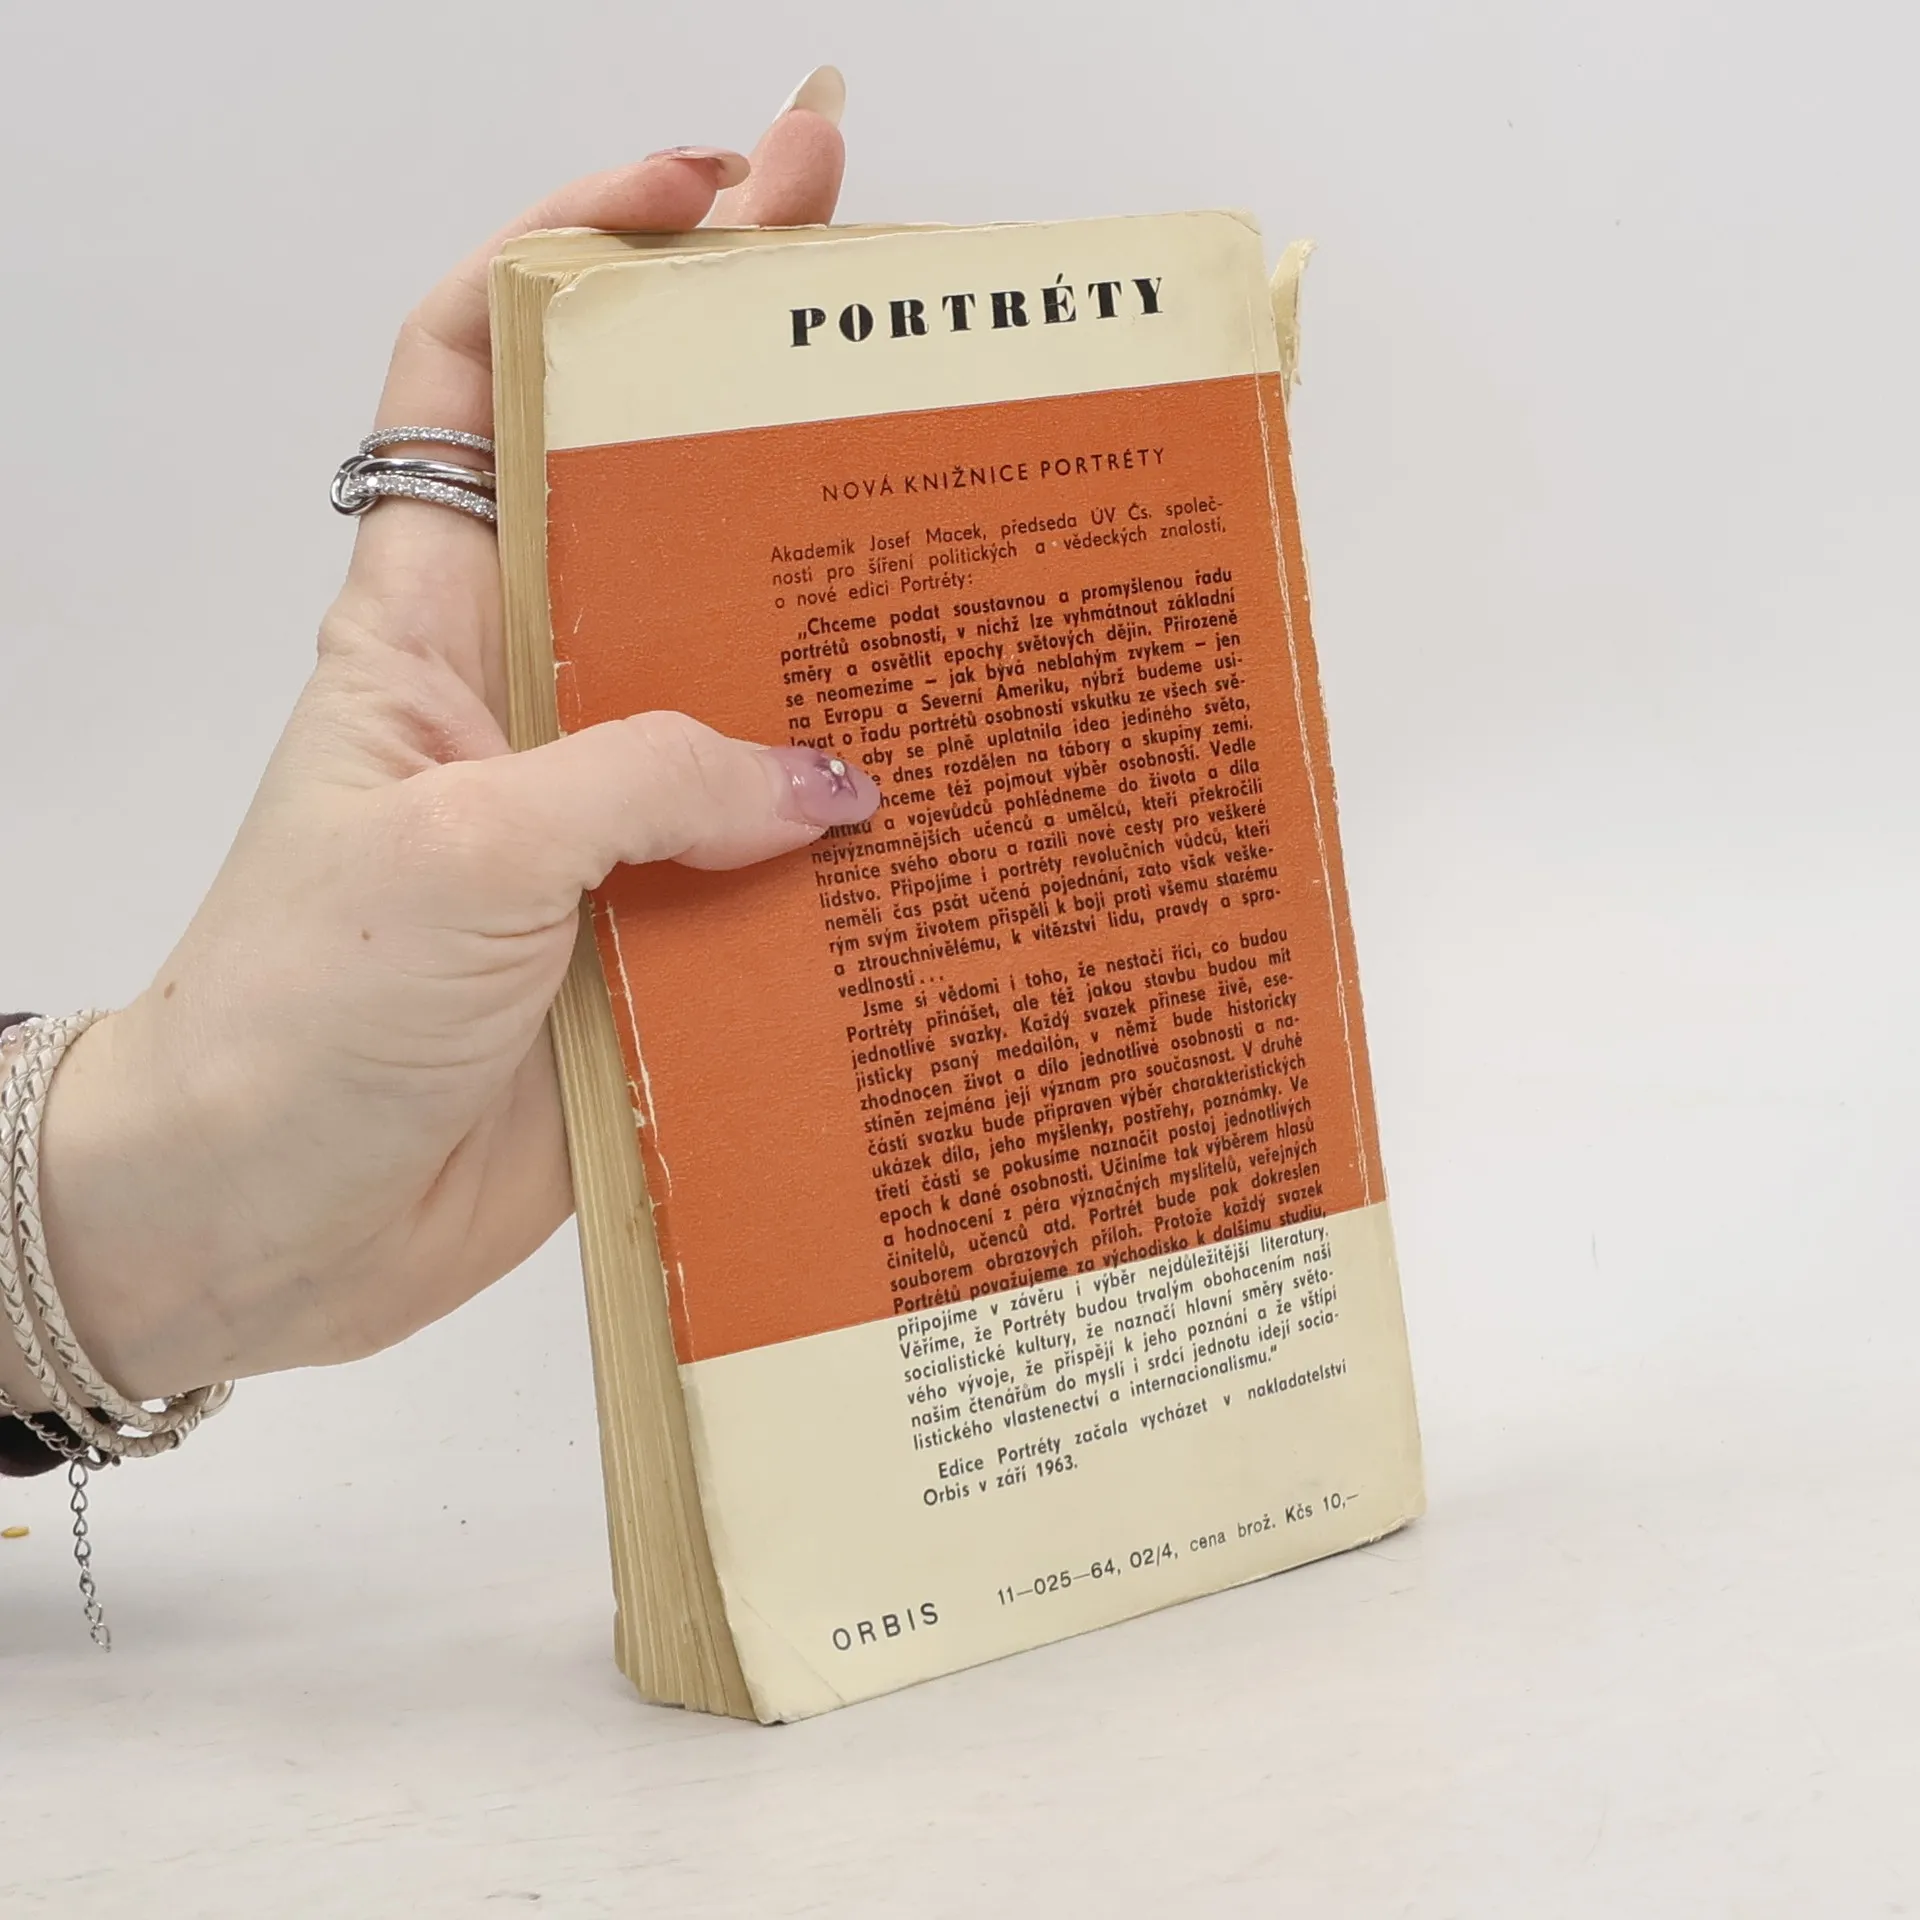 PORTRÉTY
NOVÁ KNIŽNICE PORTRÉTY
Akademik Josef Macek, předseda ÚV Čs. společ-
nosti pro šíření politických a vědeckých znalostí,
o nové edici Portréty:
„Chceme podat soustavnou a promyšlenou řadu
portrétů osobností, v nichž lze vyhmátnout základní
směry a osvětlit epochy světových dějin. Přirozeně
se neomezíme – jak bývá neblahým zvykem – jen
na Evropu a Severní Ameriku, nýbrž budeme usi-
lovat o řadu portrétů osobností vskutku ze všech svě-
aby se plně uplatnila idea jediného světa,
dnes rozdělen na tábory a skupiny zemí.
chceme též pojmout výběr osobností. Vedle
politiků a vojevůdců pohlédneme do života a díla
nejvýznamnějších učenců a umělců, kteří překročili
hranice svého oboru a razili nové cesty pro veškeré
lidstvo. Připojíme i portréty revolučních vůdců, kteří
neměli čas psát učená pojednání, zato však veške-
rým svým životem přispěli k boji proti všemu starému
a ztrouchnivělému, k vítězství lidu, pravdy a spra-
vedlnosti...
Jsme si vědomi i toho, že nestačí říci, co budou
Portréty přinášet, ale též jakou stavbu budou mít
jednotlivé svazky. Každý svazek přinese živě, ese-
jisticky psaný medailón, v němž bude historicky
zhodnocen život a dílo jednotlivé osobnosti a na-
stíněn zejména její význam pro současnost. V druhé
části svazku bude připraven výběr charakteristických
ukázek díla, jeho myšlenky, postřehy, poznámky. Ve
třetí části se pokusíme naznačit postoj jednotlivých
epoch k dané osobnosti. Učiníme tak výběrem hlasů
a hodnocení z péra význačných myslitelů, veřejných
činitelů, učenců atd. Portrét bude pak dokreslen
souborem obrazových příloh. Protože každý svazek
Portrétů považujeme za východisko k dalšímu studiu,
připojíme v závěru i výběr nejdůležitější literatury.
Věříme, že Portréty budou trvalým obohacením naší
socialistické kultury, že naznačí hlavní směry světo-
vého vývoje, že přispějí k jeho poznání a že vštípí
našim čtenářům do mysli i srdcí jednotu idejí socia-
listického vlastenectví a internacionalismu.“
Edice Portréty začala vycházet v nakladatelství
Orbis v září 1963.
11—025—64, 02/4, cena brož. Kčs 10,—
ORBIS